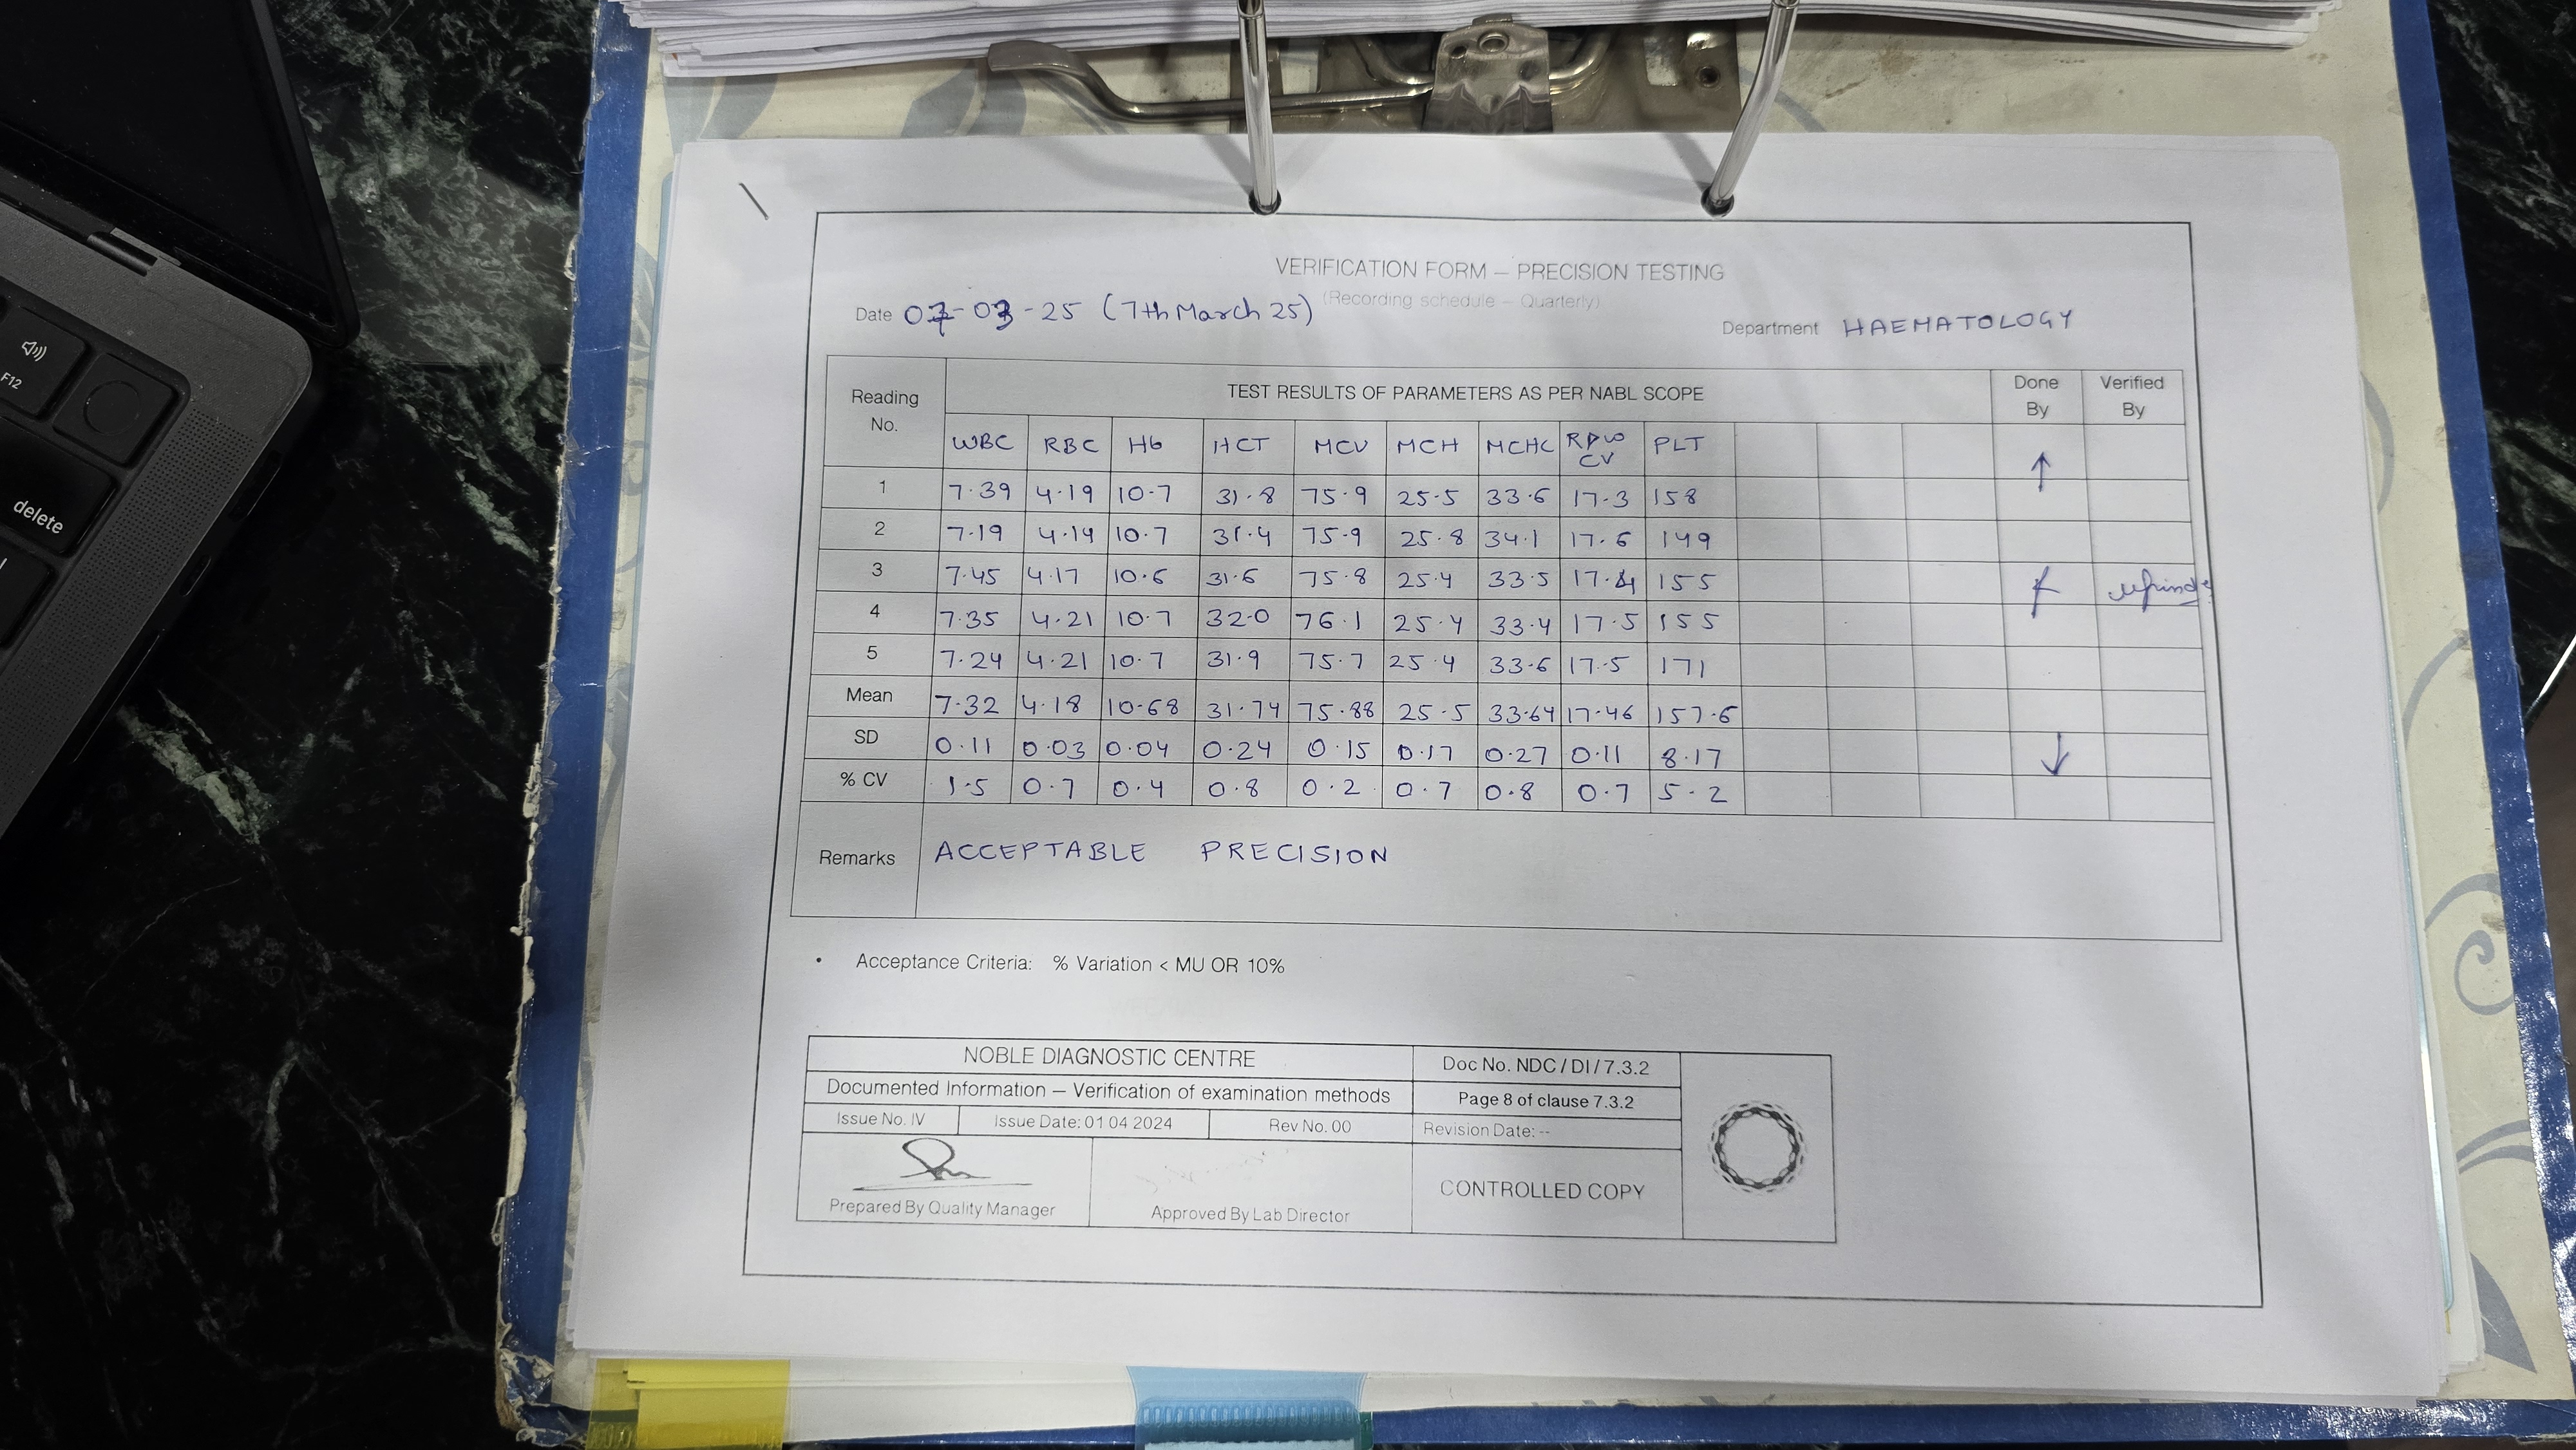 F12
delete
VERIFICATION FORM – PRECISION TESTING
(Recording schedule – Quarterly)
Date 07-03-25 (7th March 25) Department HAEMATOLOGY
Reading No. TEST RESULTS OF PARAMETERS AS PER NABL SCOPE Done By Verified By
WBC RBC Hb HCT MCV MCH MCHC RDW CV PLT
1 7.39 4.19 10.7 31.8 75.9 25.5 33.6 17.3 158 ↑
2 7.19 4.14 10.7 31.4 75.9 25.8 34.1 17.6 149
3 7.45 4.17 10.6 31.6 75.8 25.4 33.5 17.4 155
4 7.35 4.21 10.7 32.0 76.1 25.4 33.4 17.5 155
5 7.24 4.21 10.7 31.9 75.7 25.4 33.6 17.5 171
Mean 7.32 4.18 10.68 31.74 75.88 25.5 33.64 17.46 157.6
SD 0.11 0.03 0.04 0.24 0.15 0.17 0.27 0.11 8.17 ↓
% CV 1.5 0.7 0.4 0.8 0.2 0.7 0.8 0.7 5.2
Remarks ACCEPTABLE PRECISION
• Acceptance Criteria: % Variation < MU OR 10%
NOBLE DIAGNOSTIC CENTRE Doc No. NDC / DI / 7.3.2
Documented Information – Verification of examination methods Page 8 of clause 7.3.2
Issue No. IV Issue Date: 01 04 2024 Rev No. 00 Revision Date: --
Prepared By Quality Manager Approved By Lab Director CONTROLLED COPY